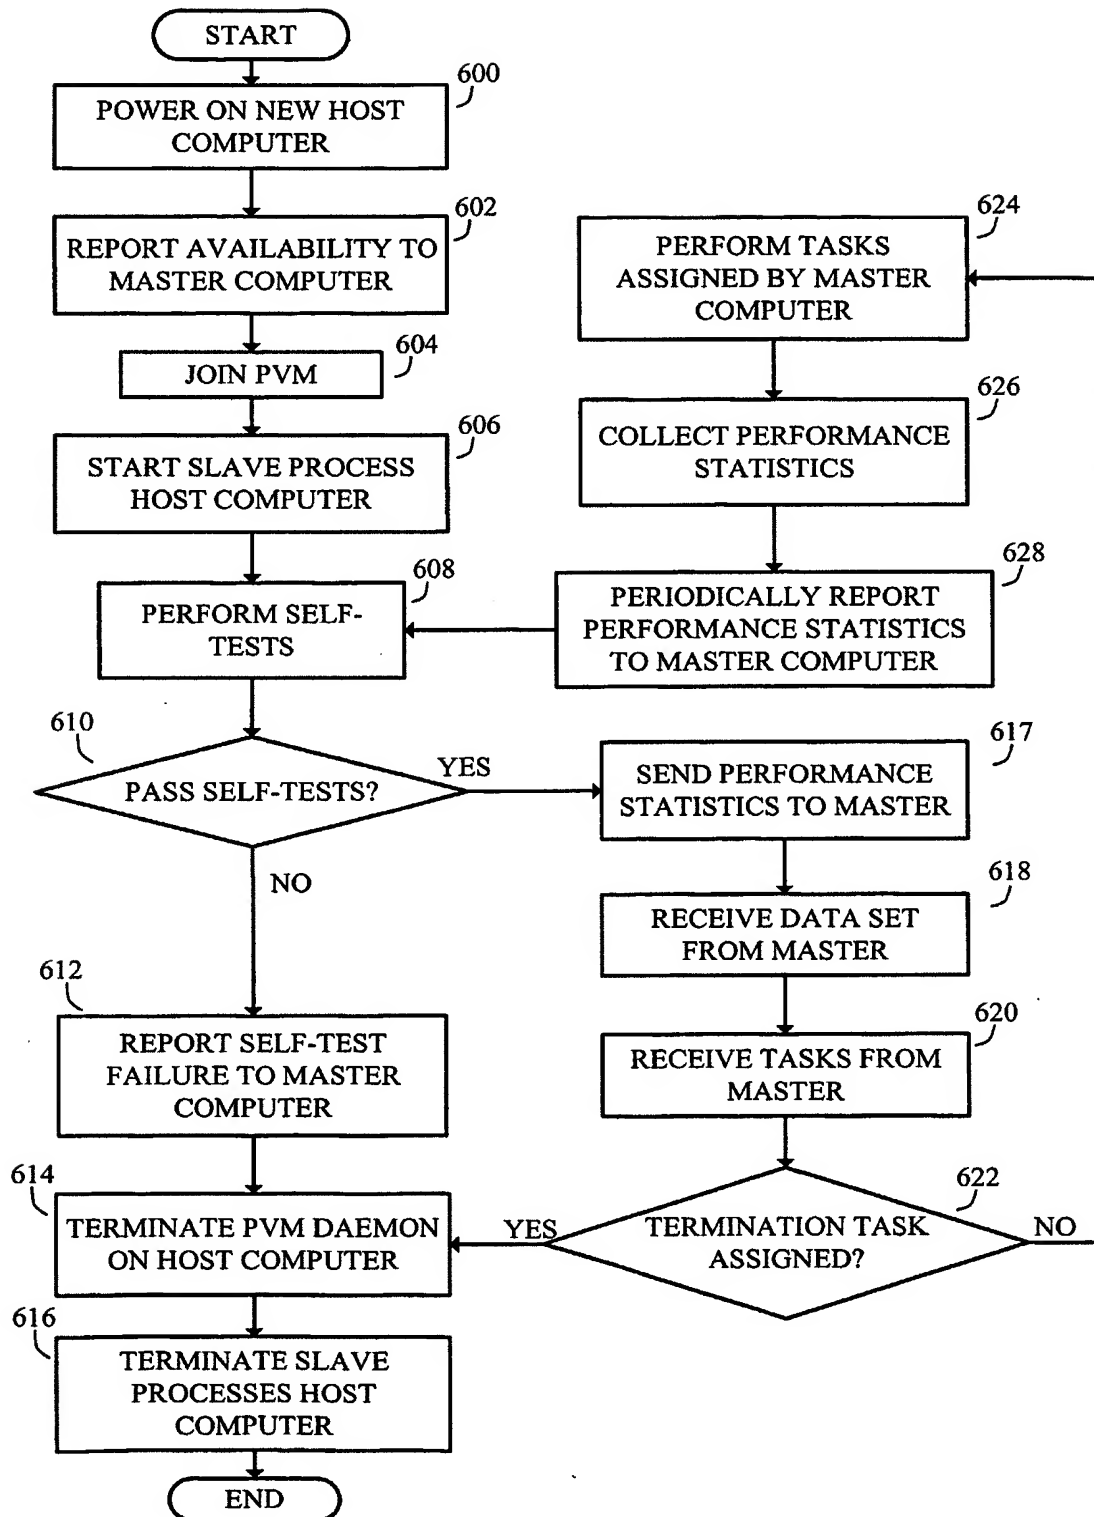 START
600
POWER ON NEW HOST
COMPUTER
602
REPORT AVAILABILITY TO
MASTER COMPUTER
604
JOIN PVM
606
START SLAVE PROCESS
HOST COMPUTER
608
PERFORM SELF-
TESTS
610
PASS SELF-TESTS?
YES
NO
612
REPORT SELF-TEST
FAILURE TO MASTER
COMPUTER
614
TERMINATE PVM DAEMON
ON HOST COMPUTER
616
TERMINATE SLAVE
PROCESSES HOST
COMPUTER
END
617
SEND PERFORMANCE
STATISTICS TO MASTER
618
RECEIVE DATA SET
FROM MASTER
620
RECEIVE TASKS FROM
MASTER
622
TERMINATION TASK
ASSIGNED?
YES
NO
624
PERFORM TASKS
ASSIGNED BY MASTER
COMPUTER
626
COLLECT PERFORMANCE
STATISTICS
628
PERIODICALLY REPORT
PERFORMANCE STATISTICS
TO MASTER COMPUTER